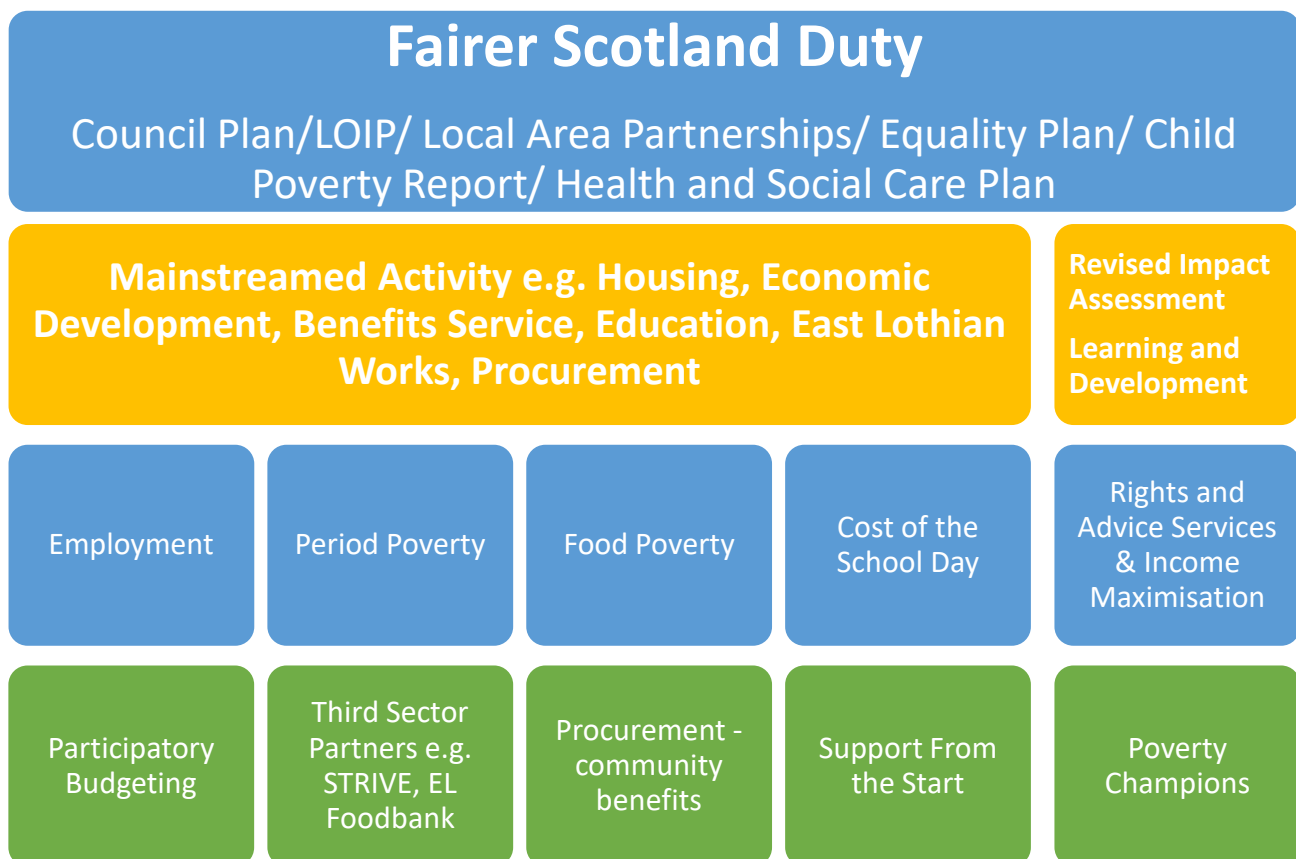 Fairer Scotland Duty
Council Plan/LOIP/ Local Area Partnerships/ Equality Plan/ Child
Poverty Report/ Health and Social Care Plan
Mainstreamed Activity e.g. Housing, Economic
Development, Benefits Service, Education, East Lothian
Works, Procurement
Revised Impact
Assessment
Learning and
Development
Employment
Period Poverty
Food Poverty
Cost of the
School Day
Rights and
Advice Services
& Income
Maximisation
Participatory
Budgeting
Third Sector
Partners e.g.
STRIVE, EL
Foodbank
Procurement -
community
benefits
Support From
the Start
Poverty
Champions